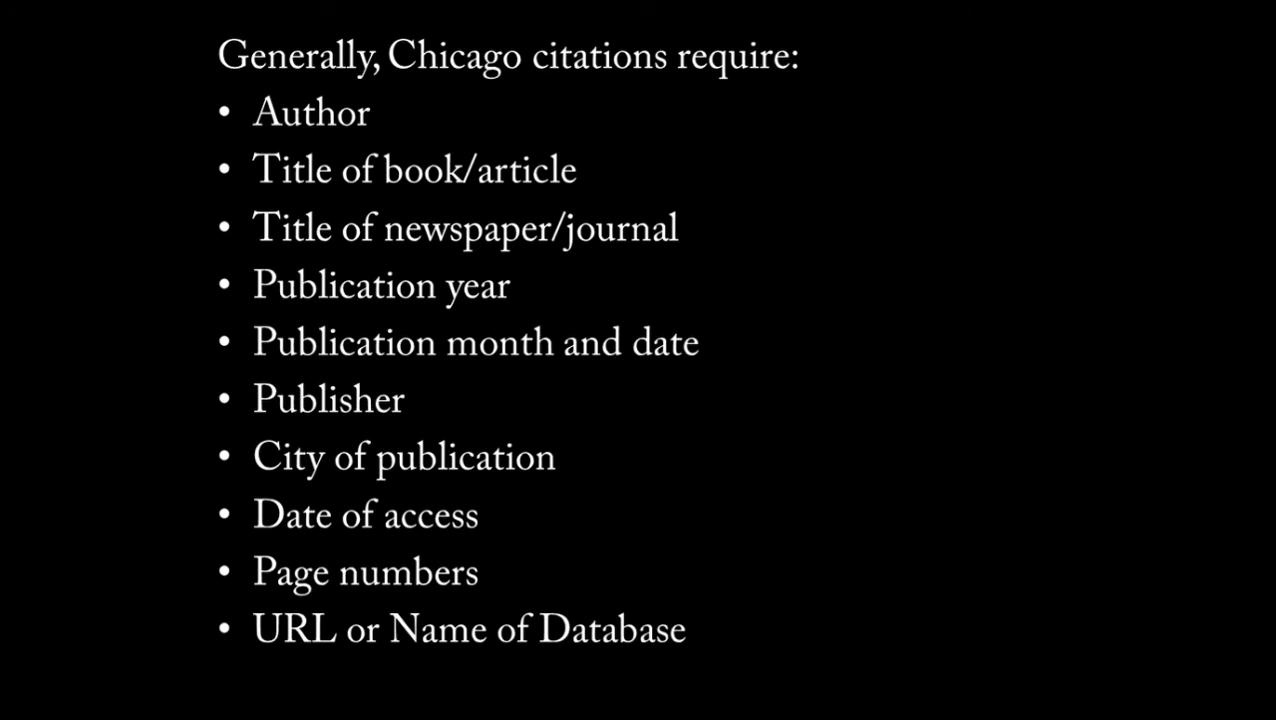 Generally, Chicago citations require:
• Author
• Title of book/article
• Title of newspaper/journal
• Publication year
• Publication month and date
• Publisher
• City of publication
• Date of access
• Page numbers
• URL or Name of Database